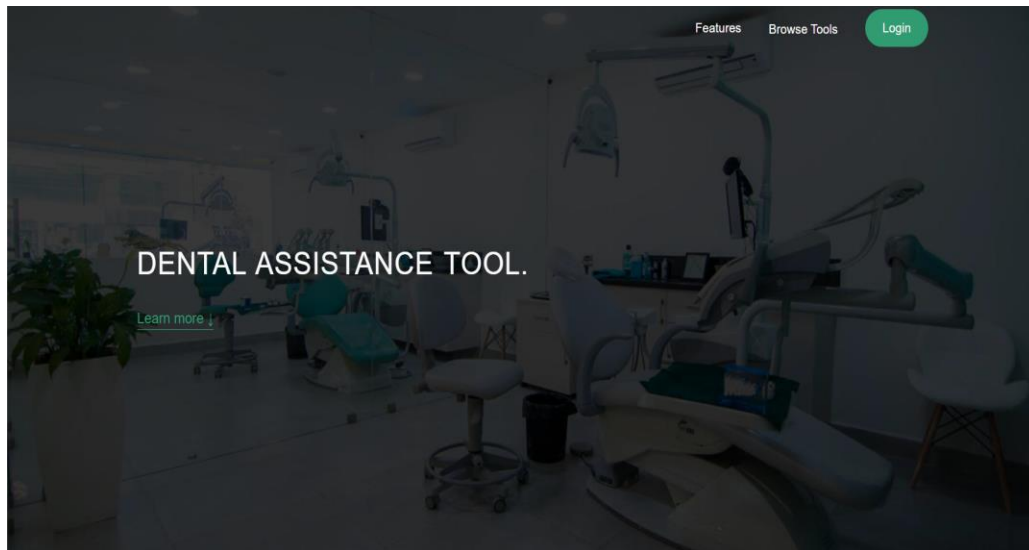 Features
Browse Tools
Login
DENTAL ASSISTANCE TOOL.
Learn more ↓